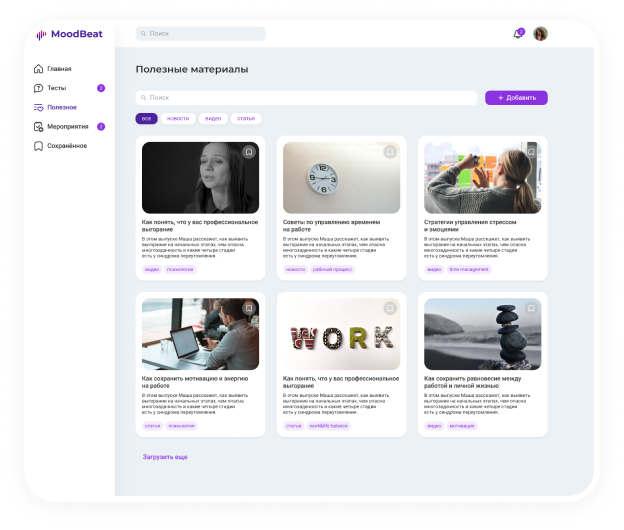 MoodBeat
Поиск
2
Главная
Тесты
2
Полезное
Мероприятия
2
Сохранённое
Полезные материалы
Поиск
+ Добавить
все
новости
видео
статья
Как понять, что у вас профессиональное
выгорание
В этом выпуске Маша расскажет, как выявить
выгорание на начальных этапах, чем опасна
многозадачность и какие четыре стадии
есть у синдрома переутомления.
видео
психология
Советы по управлению временем
на работе
В этом выпуске Маша расскажет, как выявить
выгорание на начальных этапах, чем опасна
многозадачность и какие четыре стадии
есть у синдрома переутомления.
новости
рабочий процесс
Стратегии управления стрессом
и эмоциями
В этом выпуске Маша расскажет, как выявить
выгорание на начальных этапах, чем опасна
многозадачность и какие четыре стадии
есть у синдрома переутомления.
видео
time management
Как сохранить мотивацию и энергию
на работе
В этом выпуске Маша расскажет, как выявить
выгорание на начальных этапах, чем опасна
многозадачность и какие четыре стадии
есть у синдрома переутомления.
статья
психология
WORK
Как понять, что у вас профессиональное
выгорание
В этом выпуске Маша расскажет, как выявить
выгорание на начальных этапах, чем опасна
многозадачность и какие четыре стадии
есть у синдрома переутомления.
статья
work&life balance
Как сохранить равновесие между
работой и личной жизнью
В этом выпуске Маша расскажет, как выявить
выгорание на начальных этапах, чем опасна
многозадачность и какие четыре стадии
есть у синдрома переутомления.
видео
мотивация
Загрузить еще